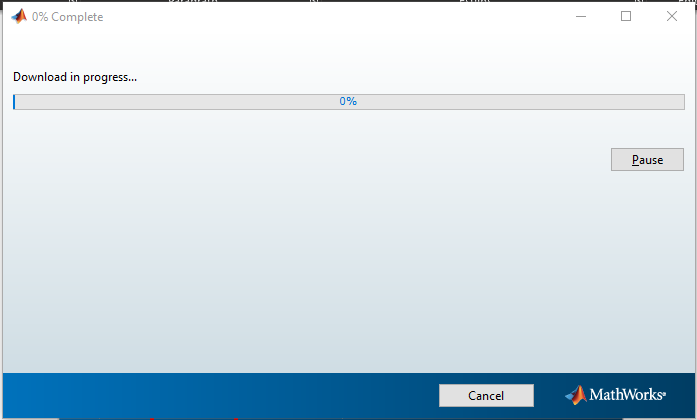 0% Complete
Download in progress...
0%
Pause
Cancel
MathWorks®